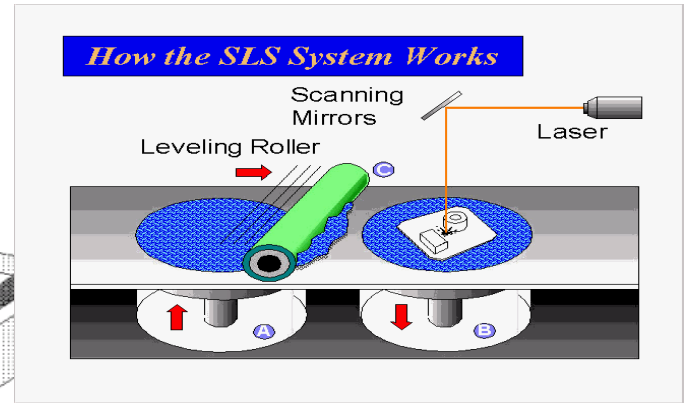 How the SLS System Works
Scanning
Mirrors
Laser
Leveling Roller
C
A
B